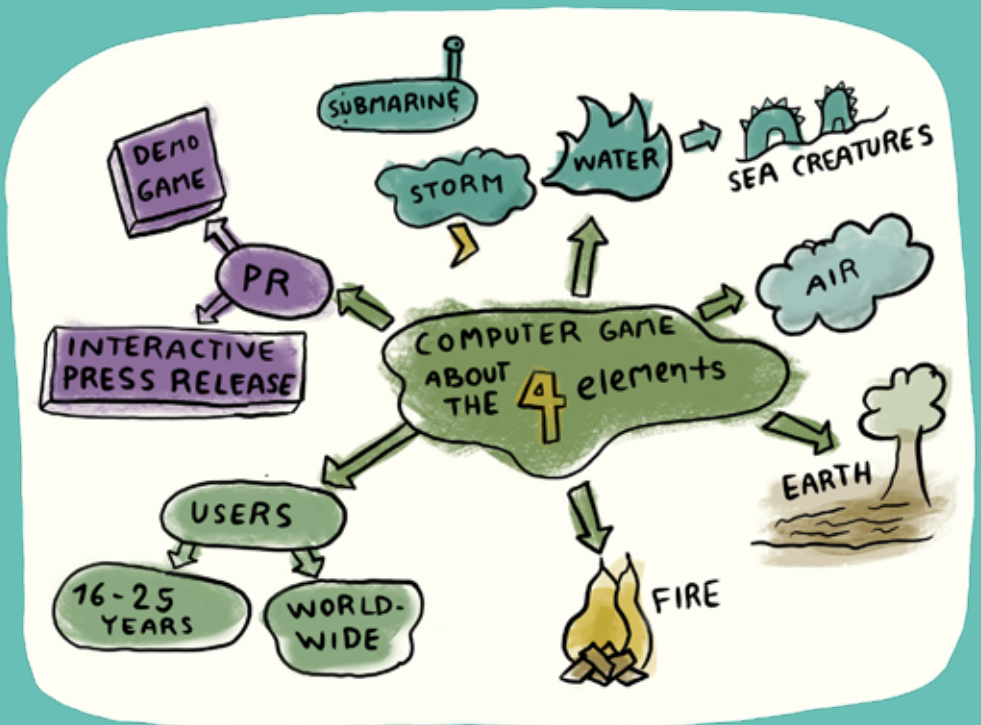 SUBMARINE
DEMO
GAME
STORM
WATER
SEA CREATURES
PR
AIR
INTERACTIVE
PRESS RELEASE
COMPUTER GAME
ABOUT
THE 4 elements
EARTH
USERS
16-25
YEARS
WORLD-
WIDE
FIRE